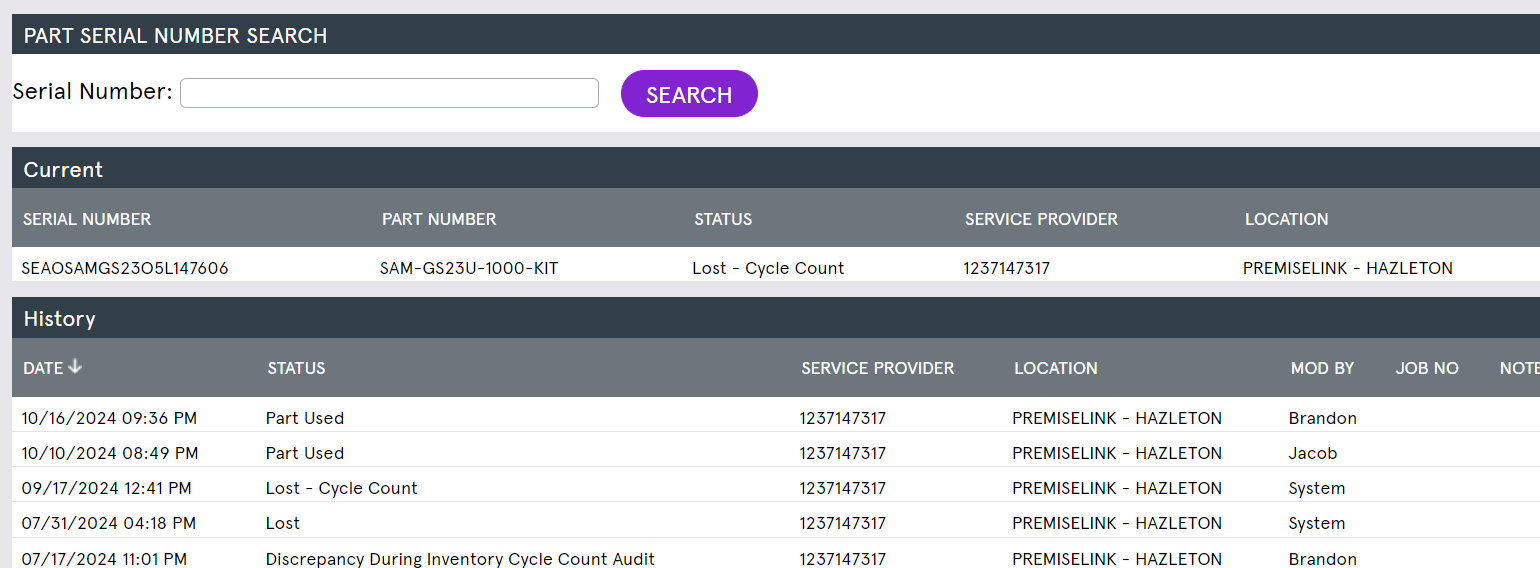 PART SERIAL NUMBER SEARCH
Serial Number: SEARCH
Current
SERIAL NUMBER PART NUMBER STATUS SERVICE PROVIDER LOCATION
SEAOSAMGS23O5L147606 SAM-GS23U-1000-KIT Lost - Cycle Count 1237147317 PREMISELINK - HAZLETON
History
DATE STATUS SERVICE PROVIDER LOCATION MOD BY JOB NO NOTE
10/16/2024 09:36 PM Part Used 1237147317 PREMISELINK - HAZLETON Brandon
10/10/2024 08:49 PM Part Used 1237147317 PREMISELINK - HAZLETON Jacob
09/17/2024 12:41 PM Lost - Cycle Count 1237147317 PREMISELINK - HAZLETON System
07/31/2024 04:18 PM Lost 1237147317 PREMISELINK - HAZLETON System
07/17/2024 11:01 PM Discrepancy During Inventory Cycle Count Audit 1237147317 PREMISELINK - HAZLETON Brandon